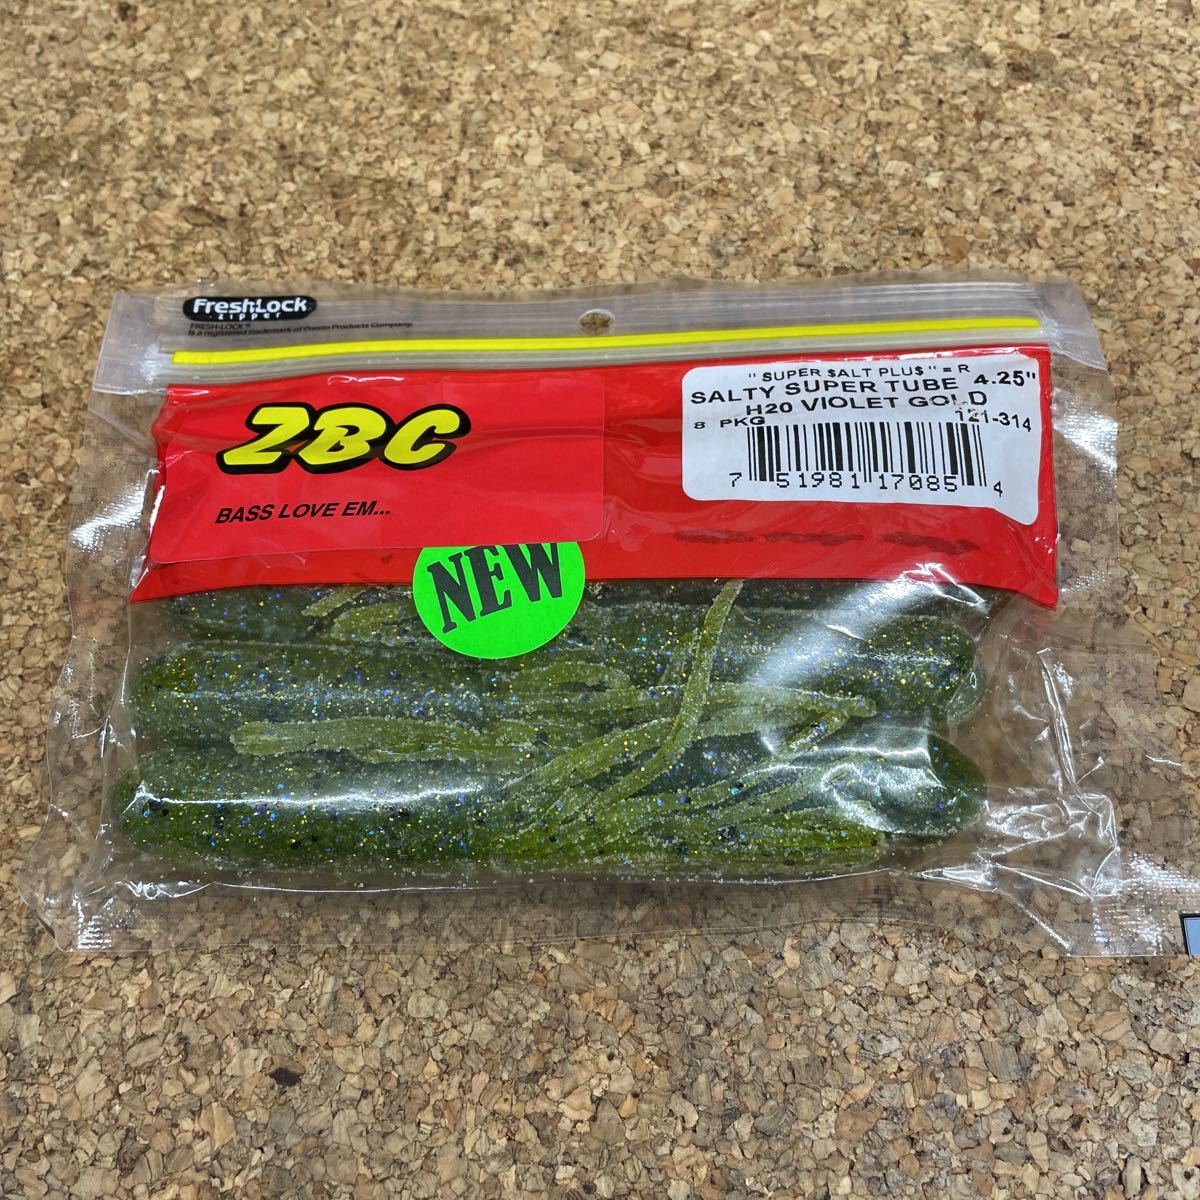 FreshLock
zipper
FRESH-LOCK®
is a registered trademark of Presto Products Company.
ZBC
BASS LOVE EM...
NEW
" SUPER $ALT PLU$ " = R
SALTY SUPER TUBE 4.25"
H20 VIOLET GOLD
8 PKG 121-314
7 51981 17085 4